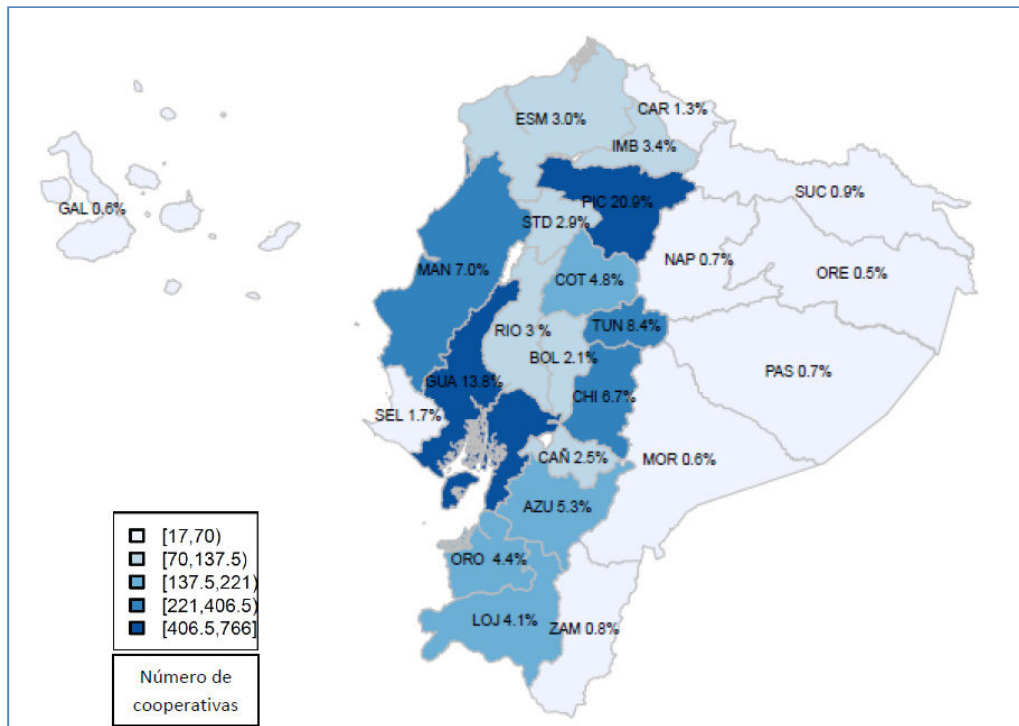 ESM 3.0%
CAR 1.3%
IMB 3.4%
SUC 0.9%
GAL 0.6%
PIC 20.9%
STD 2.9%
NAP 0.7%
MAN 7.0%
COT 4.8%
ORE 0.5%
RIO 3 %
TUN 8.4%
BOL 2.1%
PAS 0.7%
GUA 13.8%
CHI 6.7%
SEL 1.7%
CAÑ 2.5%
MOR 0.6%
AZU 5.3%
ORO 4.4%
LOJ 4.1%
ZAM 0.8%
[17,70)
[70,137.5)
[137.5,221)
[221,406.5)
[406.5,766]
Número de
cooperativas